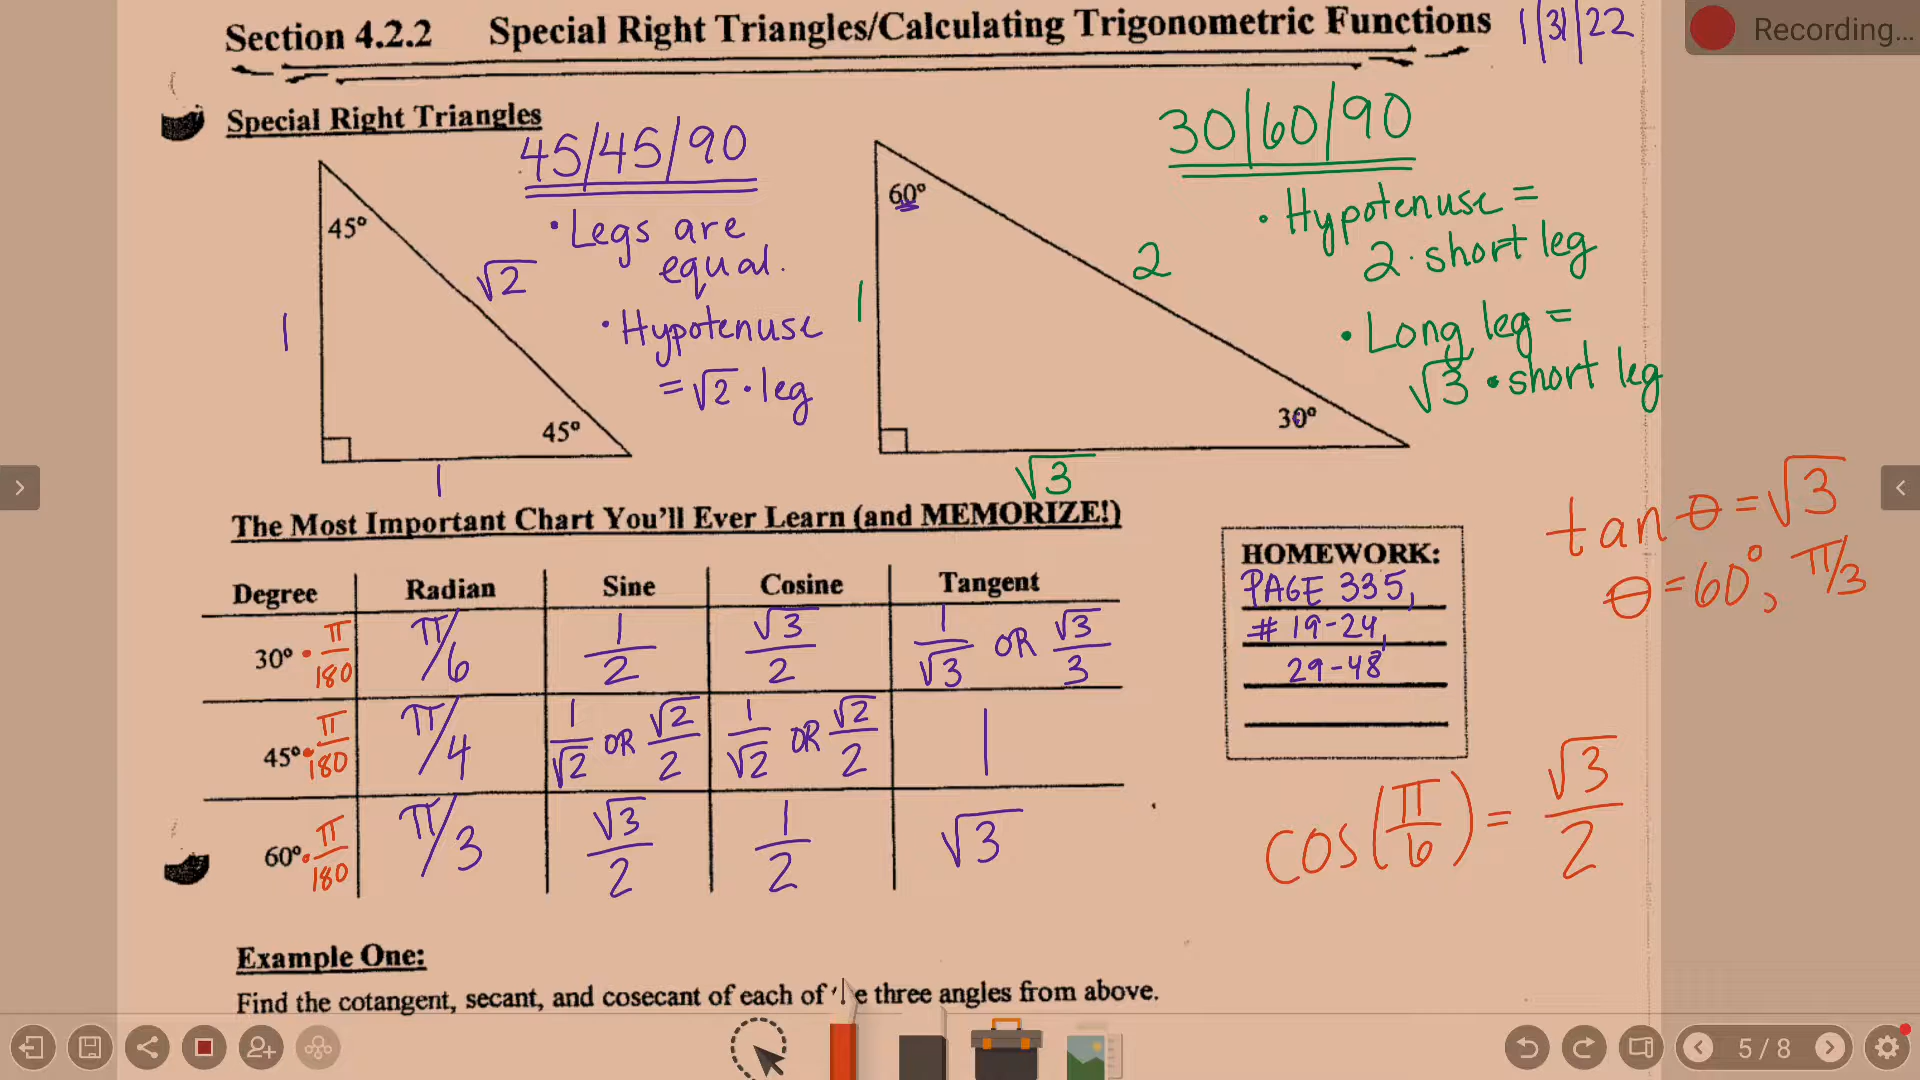 Section 4.2.2 Special Right Triangles/Calculating Trigonometric Functions 1/31/22
Recording...
Special Right Triangles
45/45/90
• Legs are
equal.
• Hypotenuse
= √2 · leg
45°
√2
1
45°
1
30/60/90
• Hypotenuse =
2 · short leg
• Long leg =
√3 • short leg
60°
2
1
30°
√3
tan θ = √3
θ = 60°, π/3
The Most Important Chart You'll Ever Learn (and MEMORIZE!)
Degree Radian Sine Cosine Tangent
30° • π/180 π/6 1/2 √3/2 1/√3 OR √3/3
45° • π/180 π/4 1/√2 OR √2/2 1/√2 OR √2/2 1
60° • π/180 π/3 √3/2 1/2 √3
HOMEWORK:
PAGE 335,
# 19-24,
29-48
cos(π/6) = √3/2
Example One:
Find the cotangent, secant, and cosecant of each of three angles from above.
5 / 8